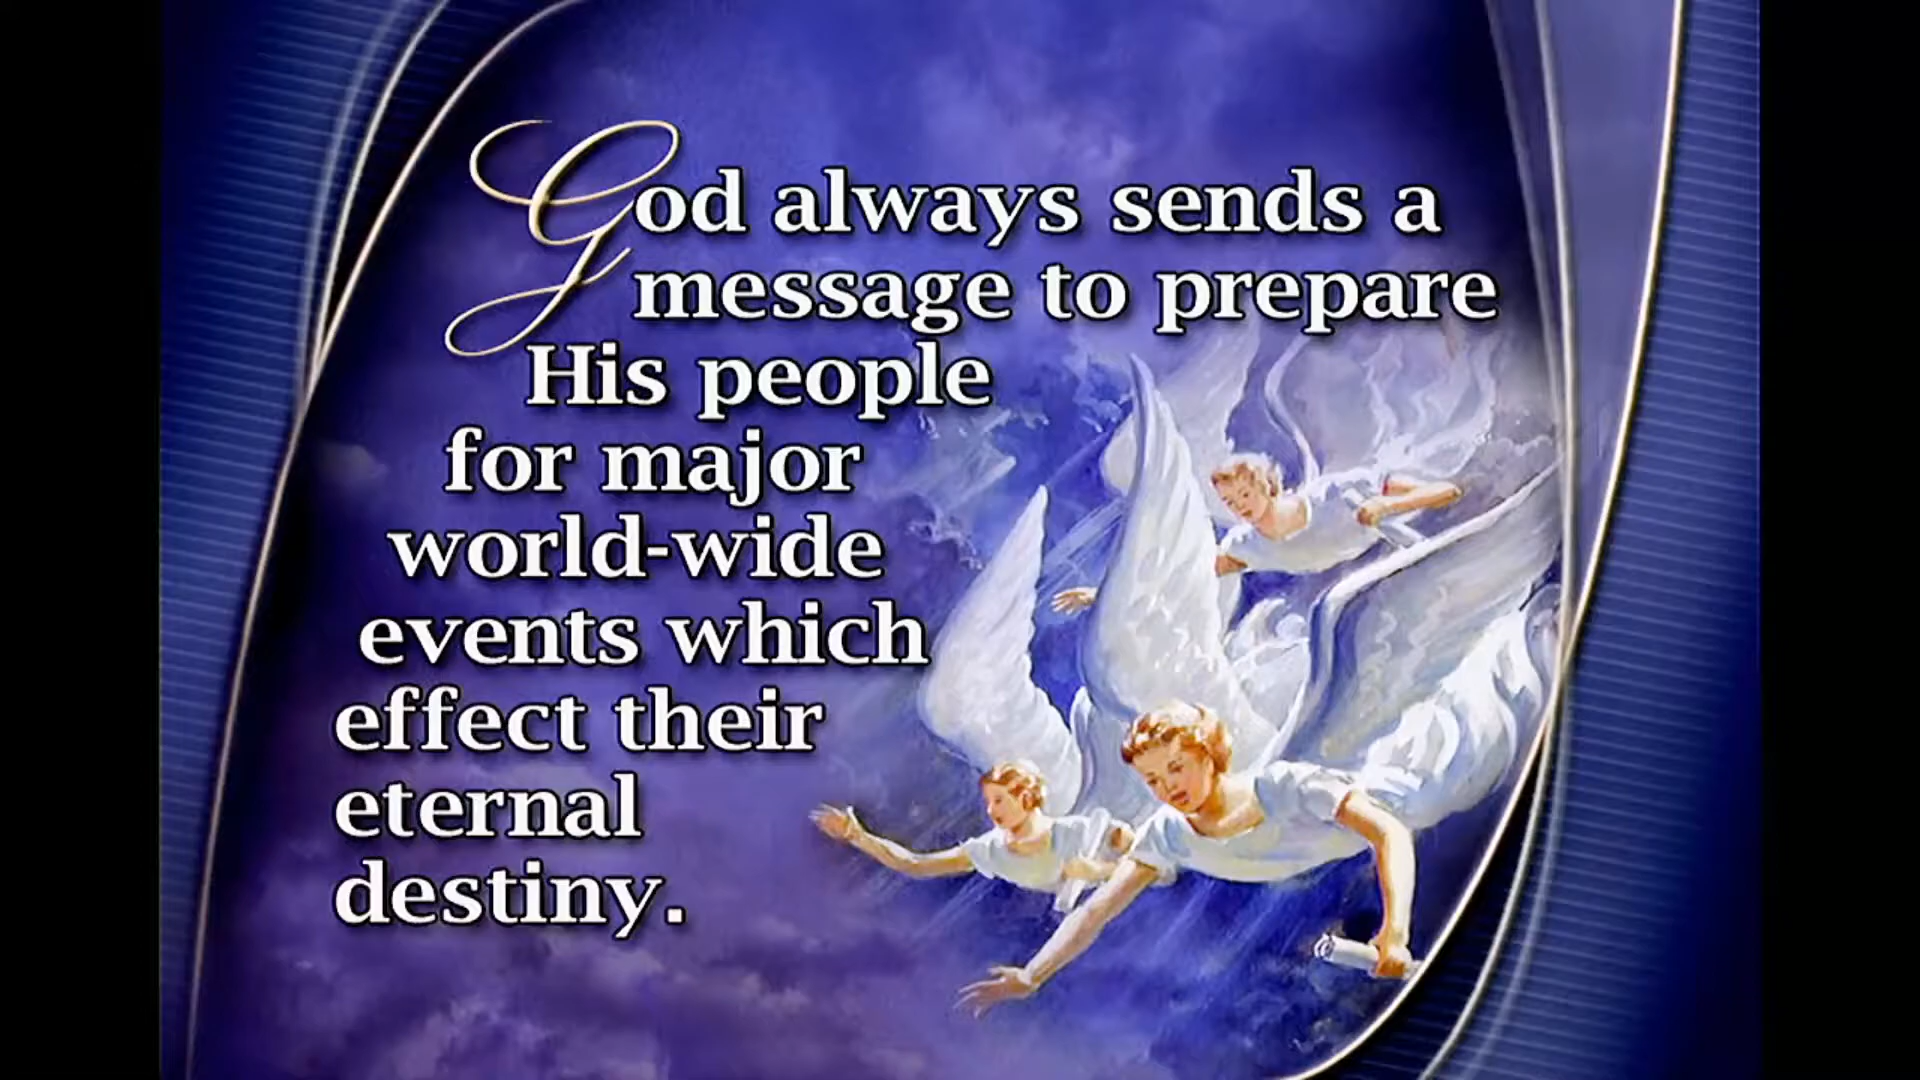 God always sends a
message to prepare
His people
for major
world-wide
events which
effect their
eternal
destiny.